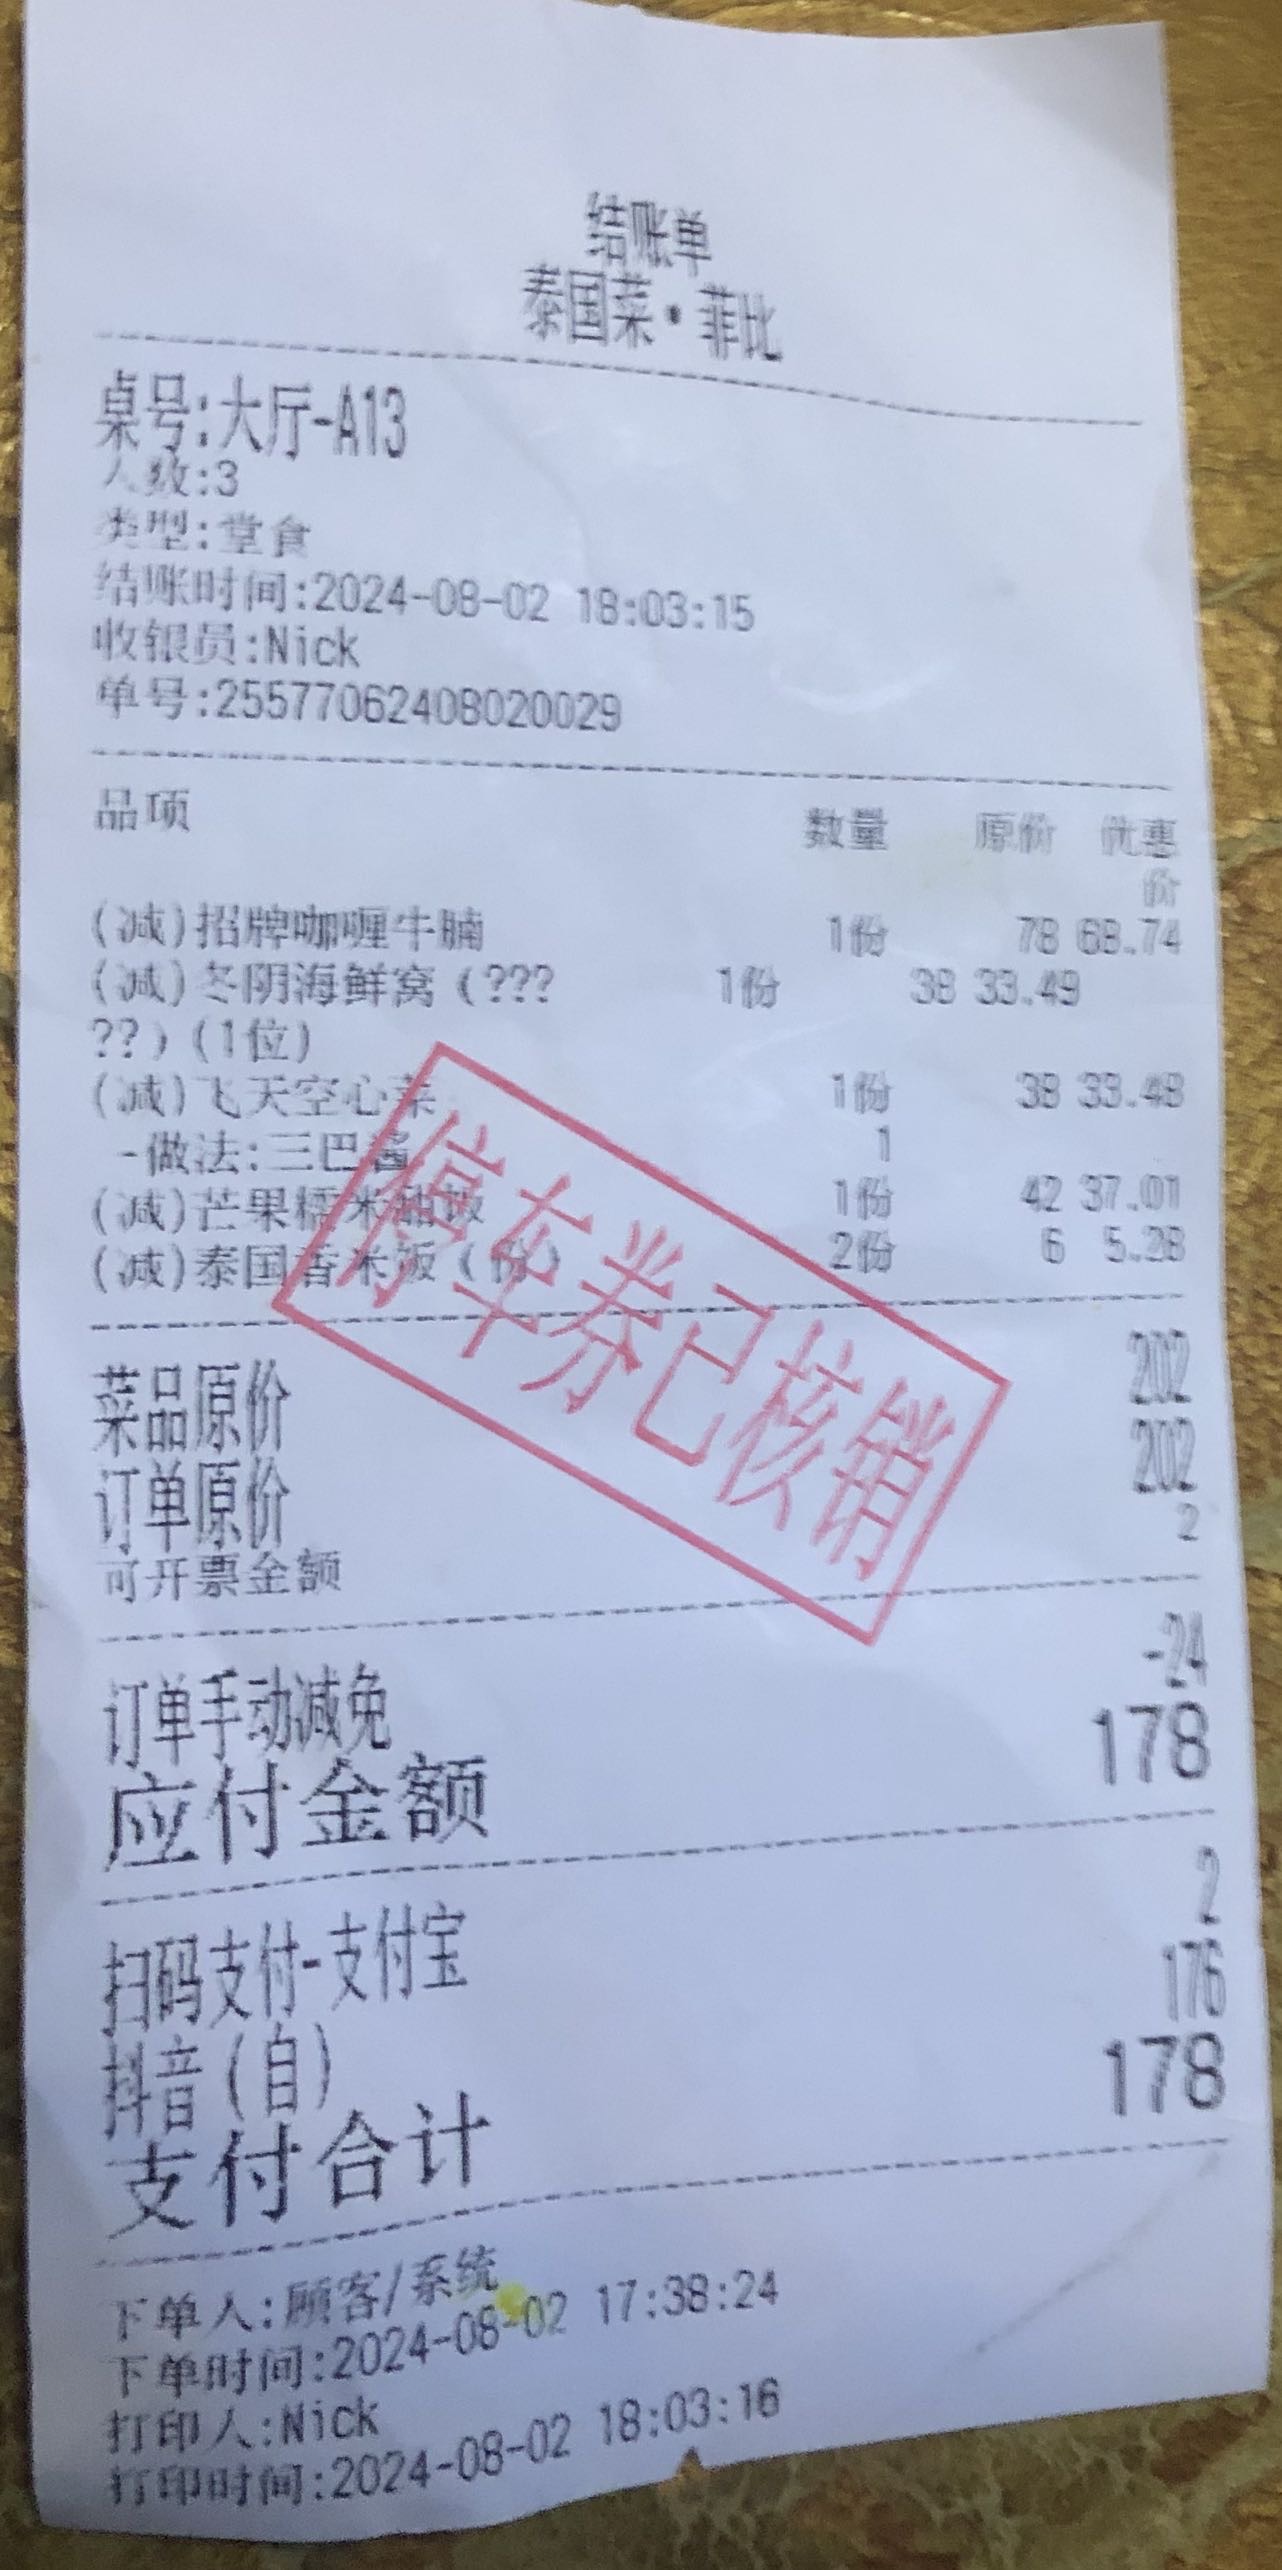 结账单
泰国菜·菲比
桌号:大厅-A13
人数:3
类型:堂食
结账时间:2024-08-02 18:03:15
收银员:Nick
单号:25577062408020029
品项 数量 原价 优惠
价
(减)招牌咖喱牛腩 1份 78 68.74
(减)冬阴海鲜窝(??? 1份 38 33.49
??)(1位)
(减)飞天空心菜 1份 38 33.48
-做法:三巴酱 1
(减)芒果糯米甜饭 1份 42 37.01
(减)泰国香米饭(份) 2份 6 5.28
停车券已核销
菜品原价 202
订单原价 202
可开票金额 2
订单手动减免 -24
应付金额 178
扫码支付-支付宝 2
抖音(自) 176
支付合计 178
下单人:顾客/系统
下单时间:2024-08-02 17:38:24
打印人:Nick
打印时间:2024-08-02 18:03:16